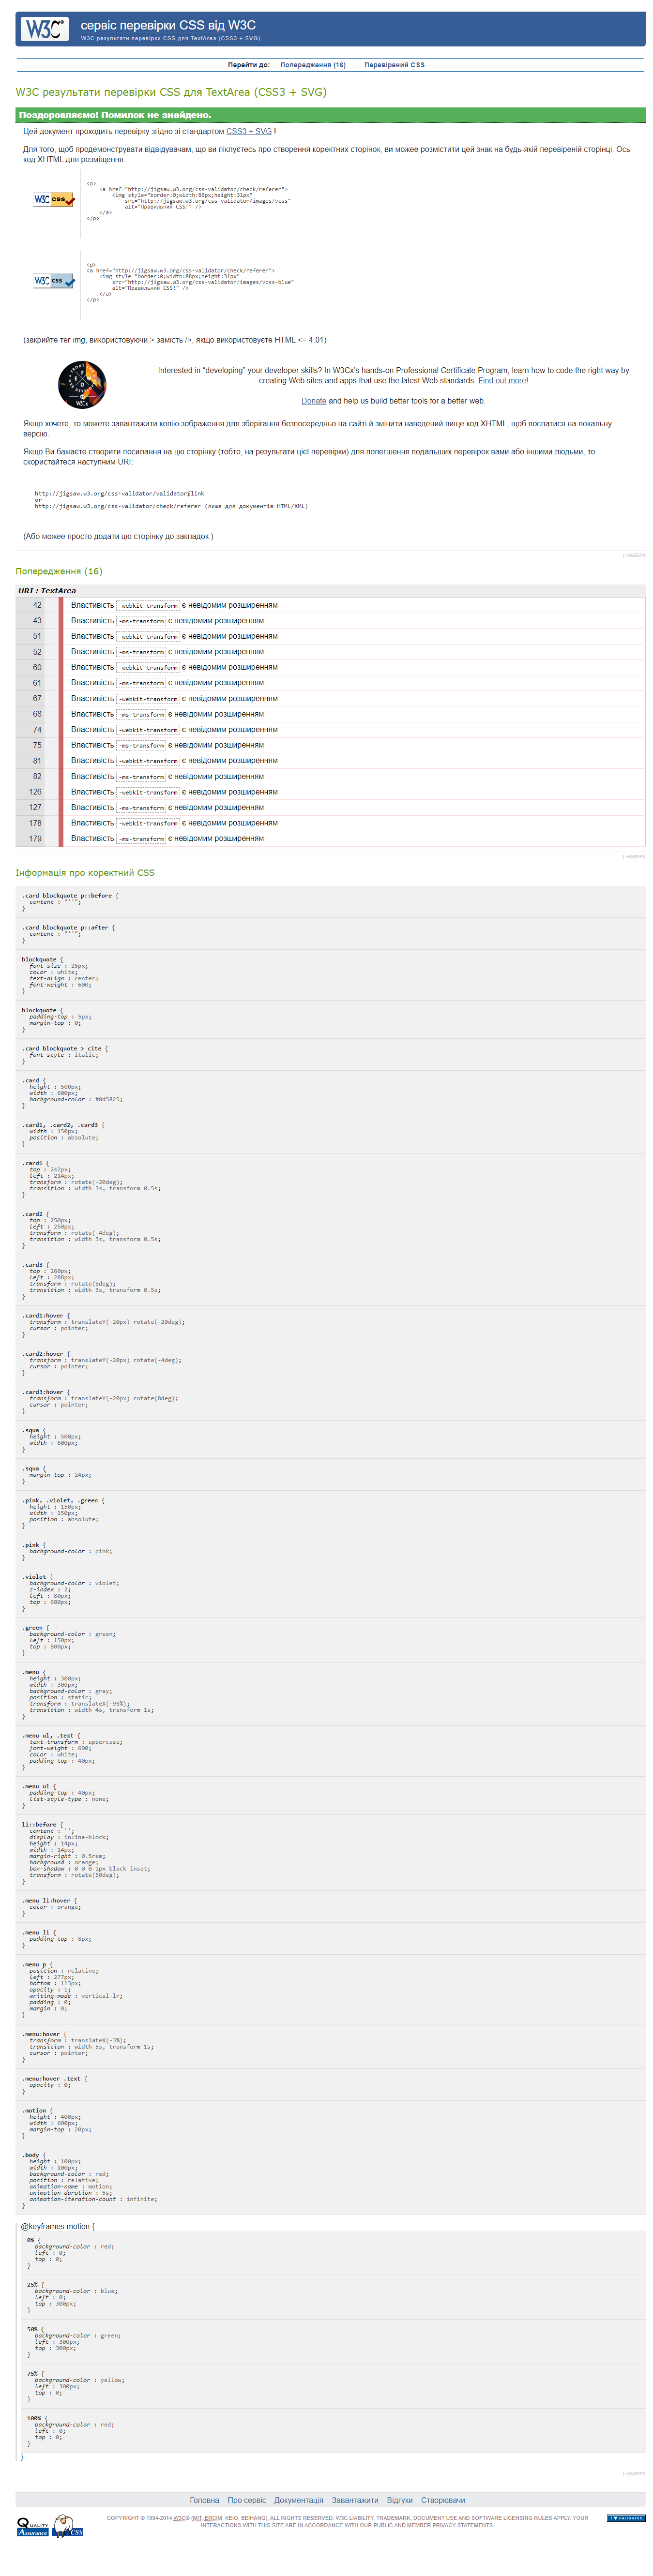 W3C®
сервіс перевірки CSS від W3C
W3C результати перевірки CSS для TextArea (CSS3 + SVG)
Перейти до: Попередження (16) Перевірений CSS
W3C результати перевірки CSS для TextArea (CSS3 + SVG)
Поздоровляємо! Помилок не знайдено.
Цей документ проходить перевірку згідно зі стандартом CSS3 + SVG !
Для того, щоб продемонструвати відвідувачам, що ви піклуєтесь про створення коректних сторінок, ви можее розмістити цей знак на будь-якій перевіреній сторінці. Ось
код XHTML для розміщення:
W3C css
<p>
<a href="http://jigsaw.w3.org/css-validator/check/referer">
<img style="border:0;width:88px;height:31px"
src="http://jigsaw.w3.org/css-validator/images/vcss"
alt="Правильний CSS!" />
</a>
</p>
W3C css
<p>
<a href="http://jigsaw.w3.org/css-validator/check/referer">
<img style="border:0;width:88px;height:31px"
src="http://jigsaw.w3.org/css-validator/images/vcss-blue"
alt="Правильний CSS!" />
</a>
</p>
(закрийте тег img, використовуючи > замість />, якщо використовуєте HTML <= 4.01)
Interested in “developing” your developer skills? In W3Cx’s hands-on Professional Certificate Program, learn how to code the right way by
creating Web sites and apps that use the latest Web standards. Find out more!
Donate and help us build better tools for a better web.
Якщо хочете, то можете завантажити копію зображення для зберігання безпосередньо на сайті й змінити наведений вище код XHTML, щоб послатися на локальну
версію.
Якщо Ви бажаєте створити посилання на цю сторінку (тобто, на результати цієї перевірки) для полегшення подальших перевірок вами або іншими людьми, то
скористайтеся наступним URI:
http://jigsaw.w3.org/css-validator/validator$link
or
http://jigsaw.w3.org/css-validator/check/referer (лише для документів HTML/XML)
(Або можее просто додати цю сторінку до закладок.)
↑ НАВЕРХ
Попередження (16)
URI : TextArea
42 Властивість -webkit-transform є невідомим розширенням
43 Властивість -ms-transform є невідомим розширенням
51 Властивість -webkit-transform є невідомим розширенням
52 Властивість -ms-transform є невідомим розширенням
60 Властивість -webkit-transform є невідомим розширенням
61 Властивість -ms-transform є невідомим розширенням
67 Властивість -webkit-transform є невідомим розширенням
68 Властивість -ms-transform є невідомим розширенням
74 Властивість -webkit-transform є невідомим розширенням
75 Властивість -ms-transform є невідомим розширенням
81 Властивість -webkit-transform є невідомим розширенням
82 Властивість -ms-transform є невідомим розширенням
126 Властивість -webkit-transform є невідомим розширенням
127 Властивість -ms-transform є невідомим розширенням
178 Властивість -webkit-transform є невідомим розширенням
179 Властивість -ms-transform є невідомим розширенням
↑ НАВЕРХ
Інформація про коректний CSS
.card blockquote p::before {
content : "''";
}
.card blockquote p::after {
content : "''";
}
blockquote {
font-size : 25px;
color : white;
text-align : center;
font-weight : 600;
}
blockquote {
padding-top : 5px;
margin-top : 0;
}
.card blockquote > cite {
font-style : italic;
}
.card {
height : 500px;
width : 600px;
background-color : #0d5825;
}
.card1, .card2, .card3 {
width : 150px;
position : absolute;
}
.card1 {
top : 242px;
left : 214px;
transform : rotate(-20deg);
transition : width 3s, transform 0.5s;
}
.card2 {
top : 250px;
left : 250px;
transform : rotate(-4deg);
transition : width 3s, transform 0.5s;
}
.card3 {
top : 260px;
left : 288px;
transform : rotate(8deg);
transition : width 3s, transform 0.5s;
}
.card1:hover {
transform : translateY(-20px) rotate(-20deg);
cursor : pointer;
}
.card2:hover {
transform : translateY(-20px) rotate(-4deg);
cursor : pointer;
}
.card3:hover {
transform : translateY(-20px) rotate(8deg);
cursor : pointer;
}
.squa {
height : 500px;
width : 600px;
}
.squa {
margin-top : 24px;
}
.pink, .violet, .green {
height : 150px;
width : 150px;
position : absolute;
}
.pink {
background-color : pink;
}
.violet {
background-color : violet;
z-index : 2;
left : 80px;
top : 680px;
}
.green {
background-color : green;
left : 150px;
top : 800px;
}
.menu {
height : 300px;
width : 300px;
background-color : gray;
position : static;
transform : translateX(-95%);
transition : width 4s, transform 1s;
}
.menu ul, .text {
text-transform : uppercase;
font-weight : 600;
color : white;
padding-top : 40px;
}
.menu ul {
padding-top : 40px;
list-style-type : none;
}
li::before {
content : '';
display : inline-block;
height : 14px;
width : 14px;
margin-right : 0.5rem;
background : orange;
box-shadow : 0 0 0 1px black inset;
transform : rotate(50deg);
}
.menu li:hover {
color : orange;
}
.menu li {
padding-top : 8px;
}
.menu p {
position : relative;
left : 277px;
bottom : 113px;
opacity : 1;
writing-mode : vertical-lr;
padding : 0;
margin : 0;
}
.menu:hover {
transform : translateX(-3%);
transition : width 5s, transform 1s;
cursor : pointer;
}
.menu:hover .text {
opacity : 0;
}
.motion {
height : 400px;
width : 600px;
margin-top : 20px;
}
.body {
height : 100px;
width : 100px;
background-color : red;
position : relative;
animation-name : motion;
animation-duration : 5s;
animation-iteration-count : infinite;
}
@keyframes motion {
0% {
background-color : red;
left : 0;
top : 0;
}
25% {
background-color : blue;
left : 0;
top : 300px;
}
50% {
background-color : green;
left : 300px;
top : 300px;
}
75% {
background-color : yellow;
left : 300px;
top : 0;
}
100% {
background-color : red;
left : 0;
top : 0;
}
}
↑ НАВЕРХ
Головна Про сервіс Документація Завантажити Відгуки Створювачи
QUALITY Assurance CSS
COPYRIGHT © 1994-2014 W3C® (MIT, ERCIM, KEIO, BEIHANG), ALL RIGHTS RESERVED. W3C LIABILITY, TRADEMARK, DOCUMENT USE AND SOFTWARE LICENSING RULES APPLY. YOUR
INTERACTIONS WITH THIS SITE ARE IN ACCORDANCE WITH OUR PUBLIC AND MEMBER PRIVACY STATEMENTS.
I ♥ VALIDATOR